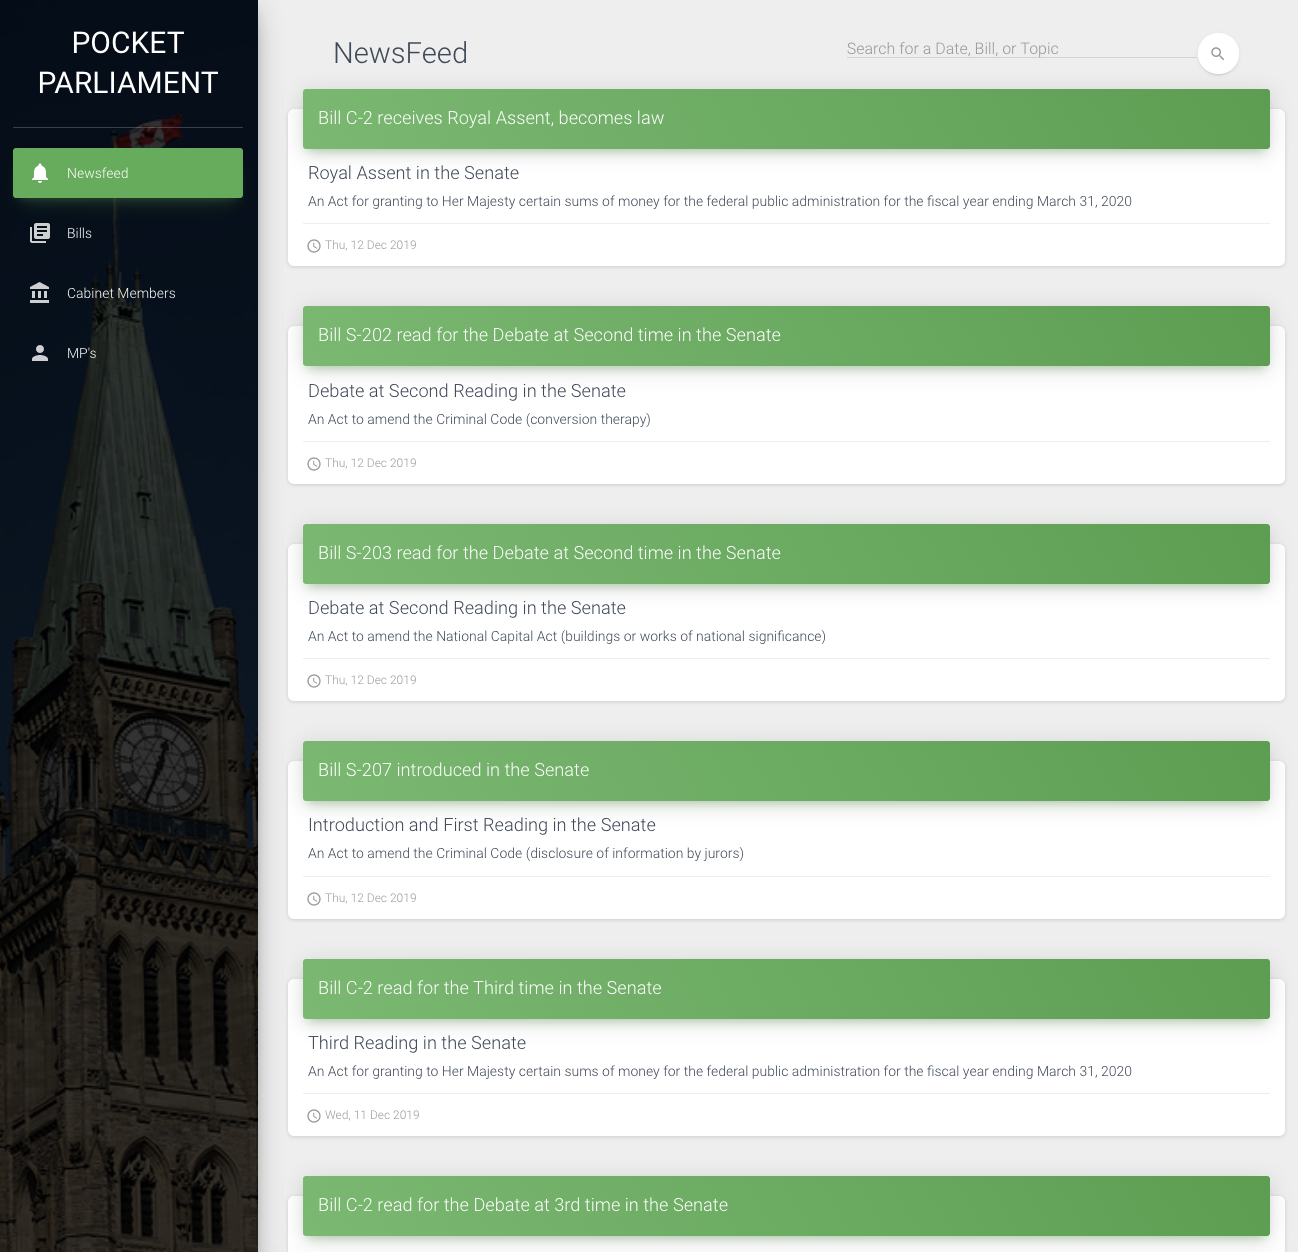 POCKET
PARLIAMENT
Newsfeed
Bills
Cabinet Members
MP's
NewsFeed
Search for a Date, Bill, or Topic
Bill C-2 receives Royal Assent, becomes law
Royal Assent in the Senate
An Act for granting to Her Majesty certain sums of money for the federal public administration for the fiscal year ending March 31, 2020
Thu, 12 Dec 2019
Bill S-202 read for the Debate at Second time in the Senate
Debate at Second Reading in the Senate
An Act to amend the Criminal Code (conversion therapy)
Thu, 12 Dec 2019
Bill S-203 read for the Debate at Second time in the Senate
Debate at Second Reading in the Senate
An Act to amend the National Capital Act (buildings or works of national significance)
Thu, 12 Dec 2019
Bill S-207 introduced in the Senate
Introduction and First Reading in the Senate
An Act to amend the Criminal Code (disclosure of information by jurors)
Thu, 12 Dec 2019
Bill C-2 read for the Third time in the Senate
Third Reading in the Senate
An Act for granting to Her Majesty certain sums of money for the federal public administration for the fiscal year ending March 31, 2020
Wed, 11 Dec 2019
Bill C-2 read for the Debate at 3rd time in the Senate